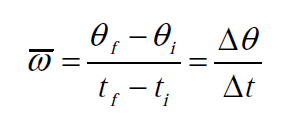 ω̅ = (θ_f − θ_i) / (t_f − t_i) = Δθ / Δt